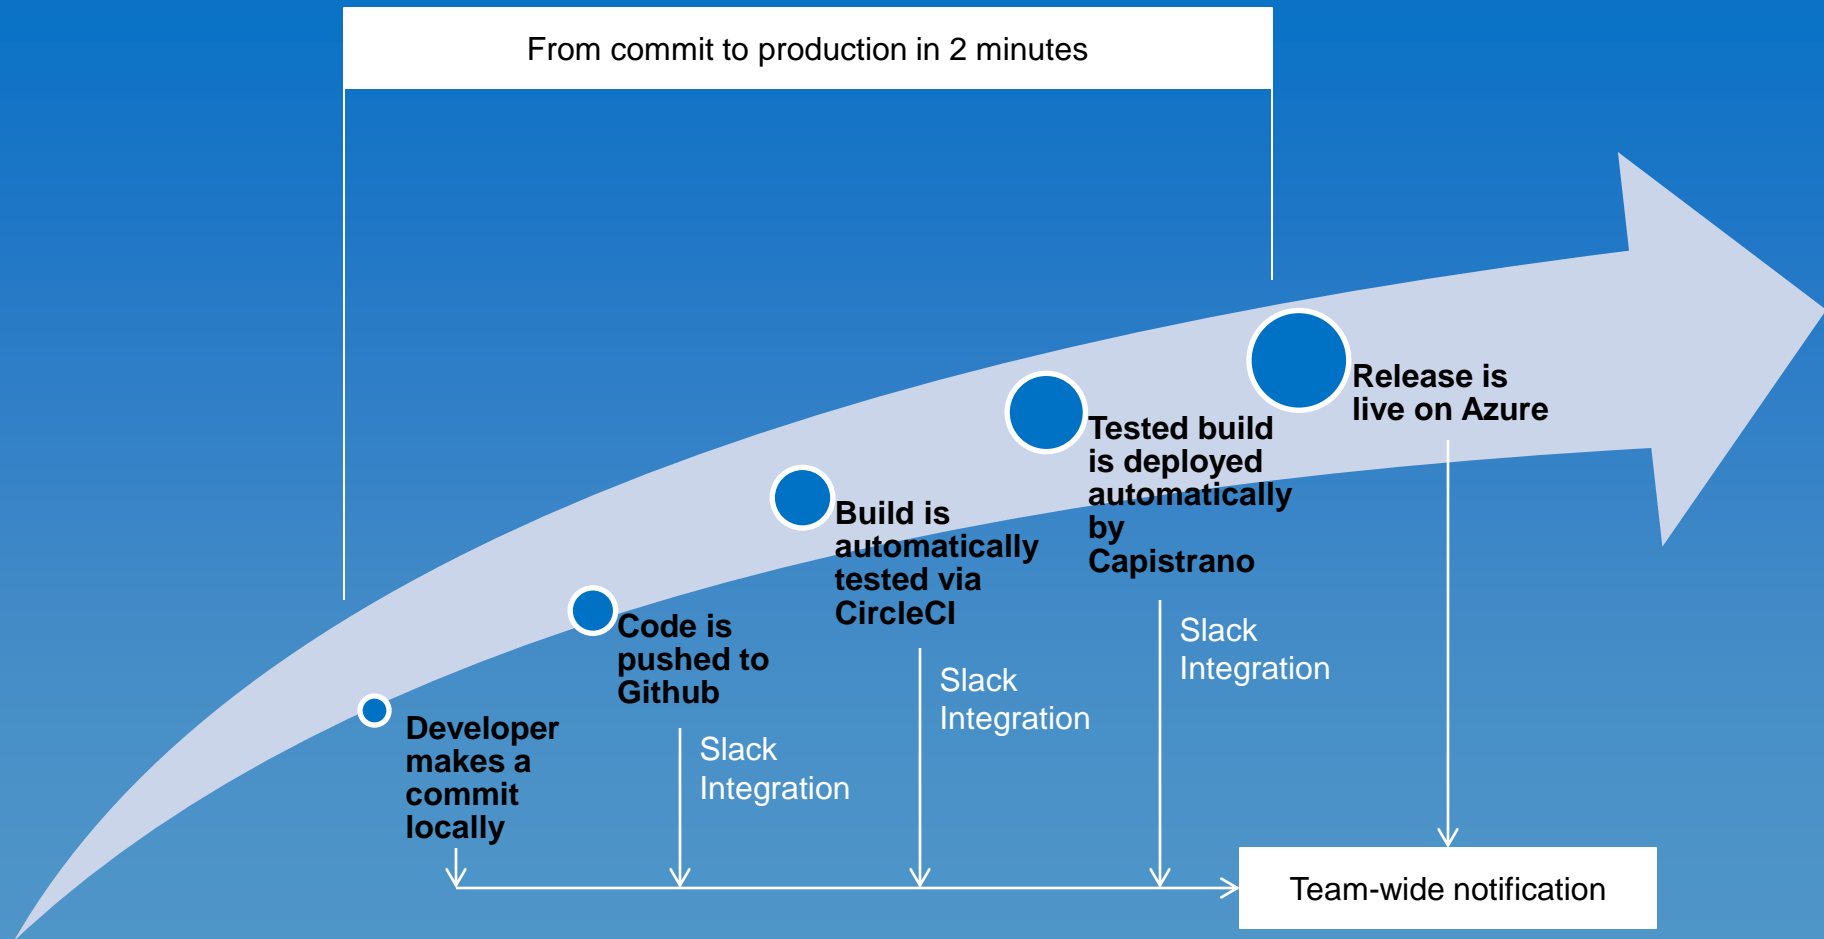 From commit to production in 2 minutes
Release is
live on Azure
Tested build
is deployed
automatically
by
Capistrano
Build is
automatically
tested via
CircleCI
Code is
pushed to
Github
Developer
makes a
commit
locally
Slack
Integration
Slack
Integration
Slack
Integration
Team-wide notification